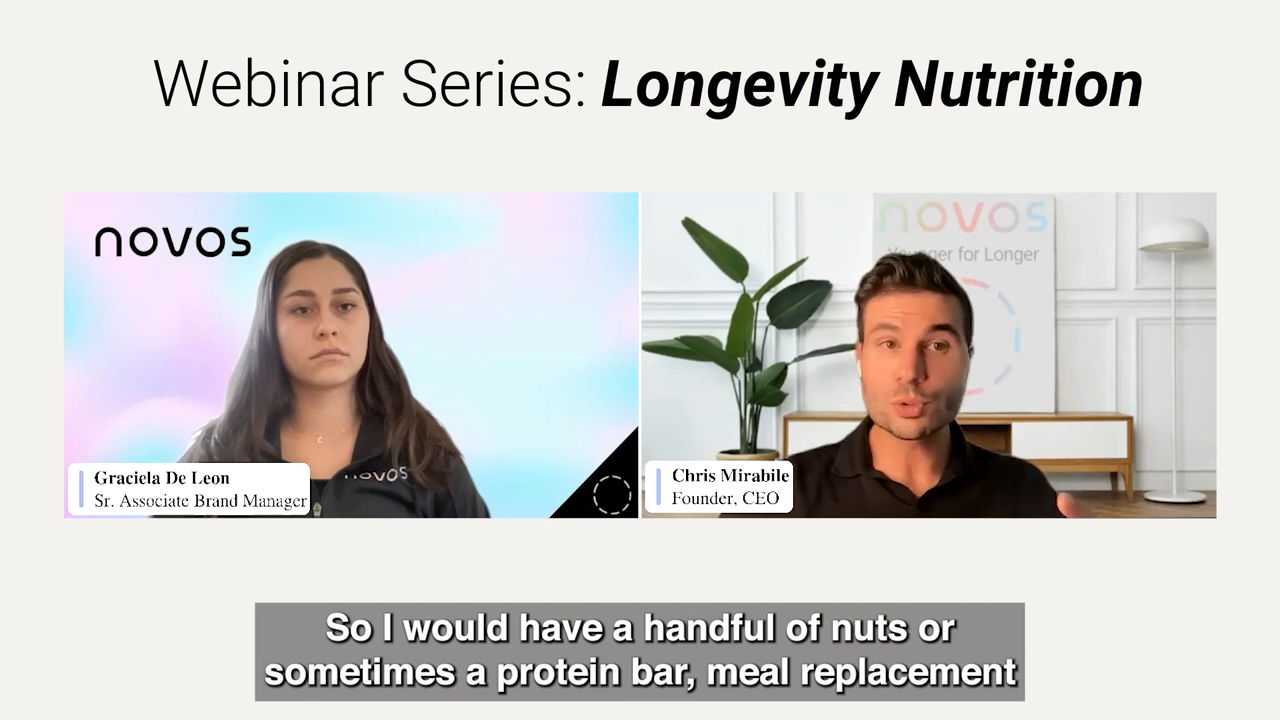 Webinar Series: Longevity Nutrition
novos
novos
Younger for Longer
novos
Graciela De Leon
Sr. Associate Brand Manager
Chris Mirabile
Founder, CEO
So I would have a handful of nuts or
sometimes a protein bar, meal replacement